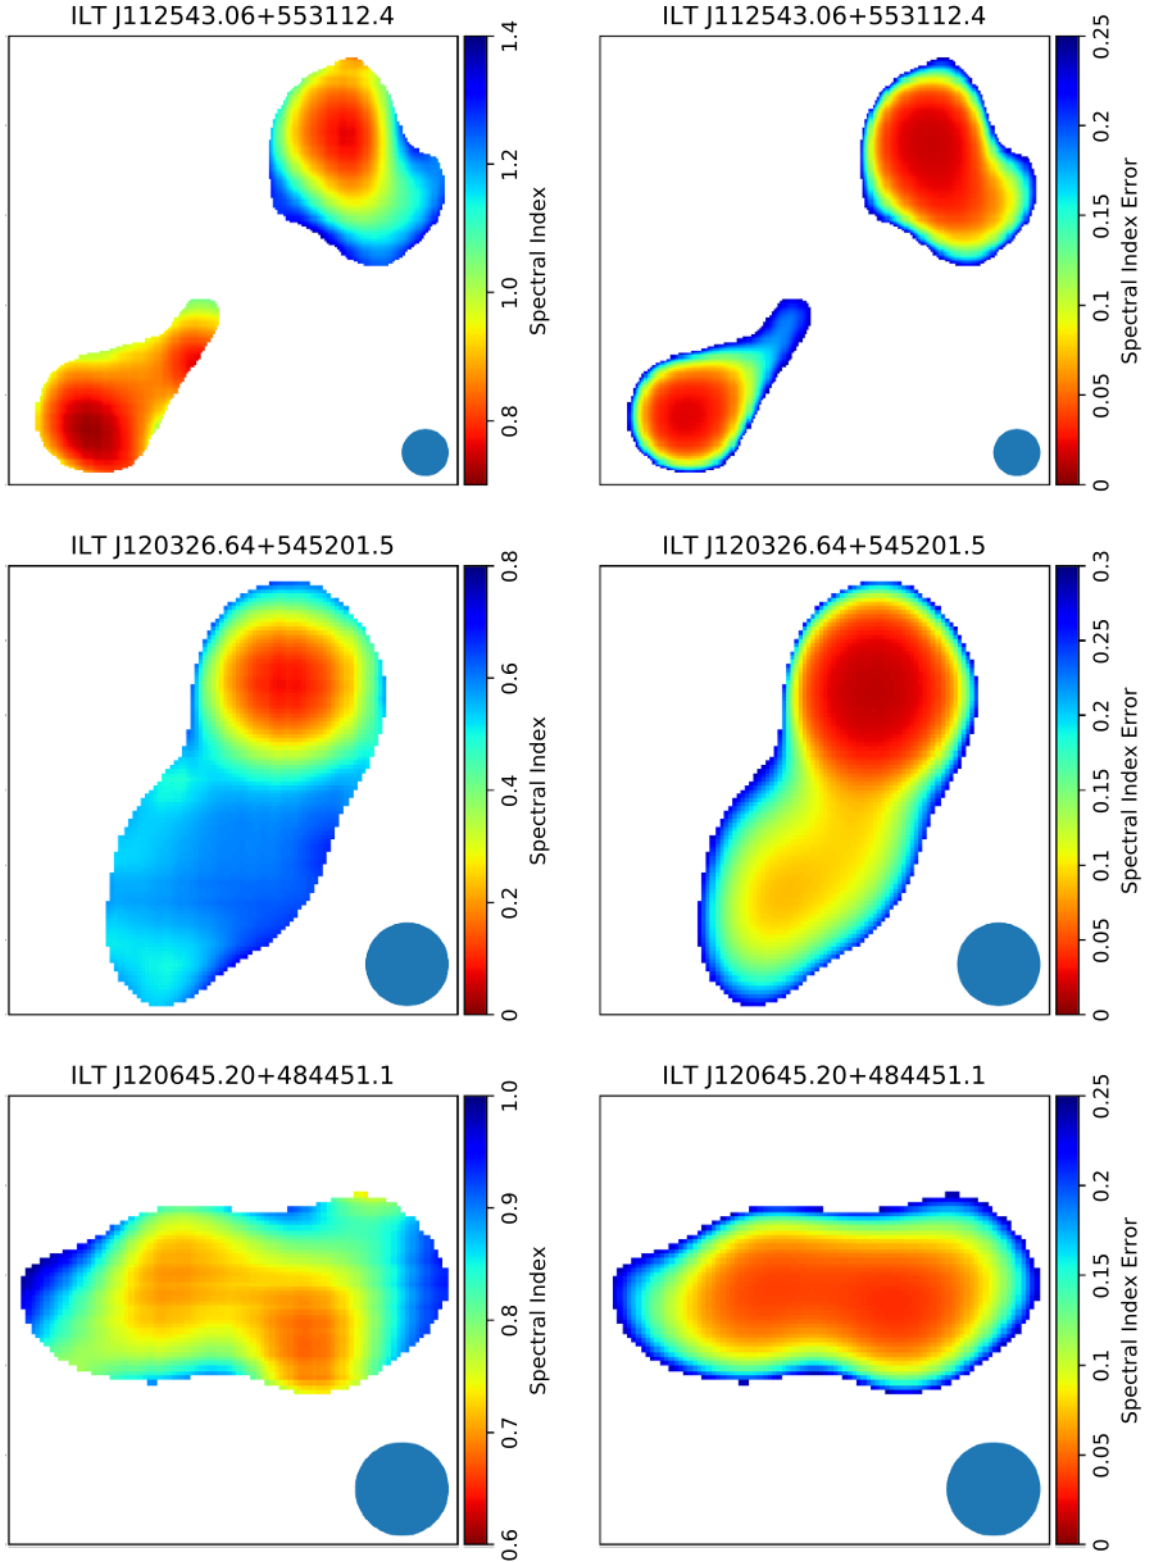 ILT J112543.06+553112.4
1.4
1.2
1.0
0.8
Spectral Index
ILT J112543.06+553112.4
0.25
0.2
0.15
0.1
0.05
0
Spectral Index Error
ILT J120326.64+545201.5
0.8
0.6
0.4
0.2
0
Spectral Index
ILT J120326.64+545201.5
0.3
0.25
0.2
0.15
0.1
0.05
0
Spectral Index Error
ILT J120645.20+484451.1
1.0
0.9
0.8
0.7
0.6
Spectral Index
ILT J120645.20+484451.1
0.25
0.2
0.15
0.1
0.05
0
Spectral Index Error